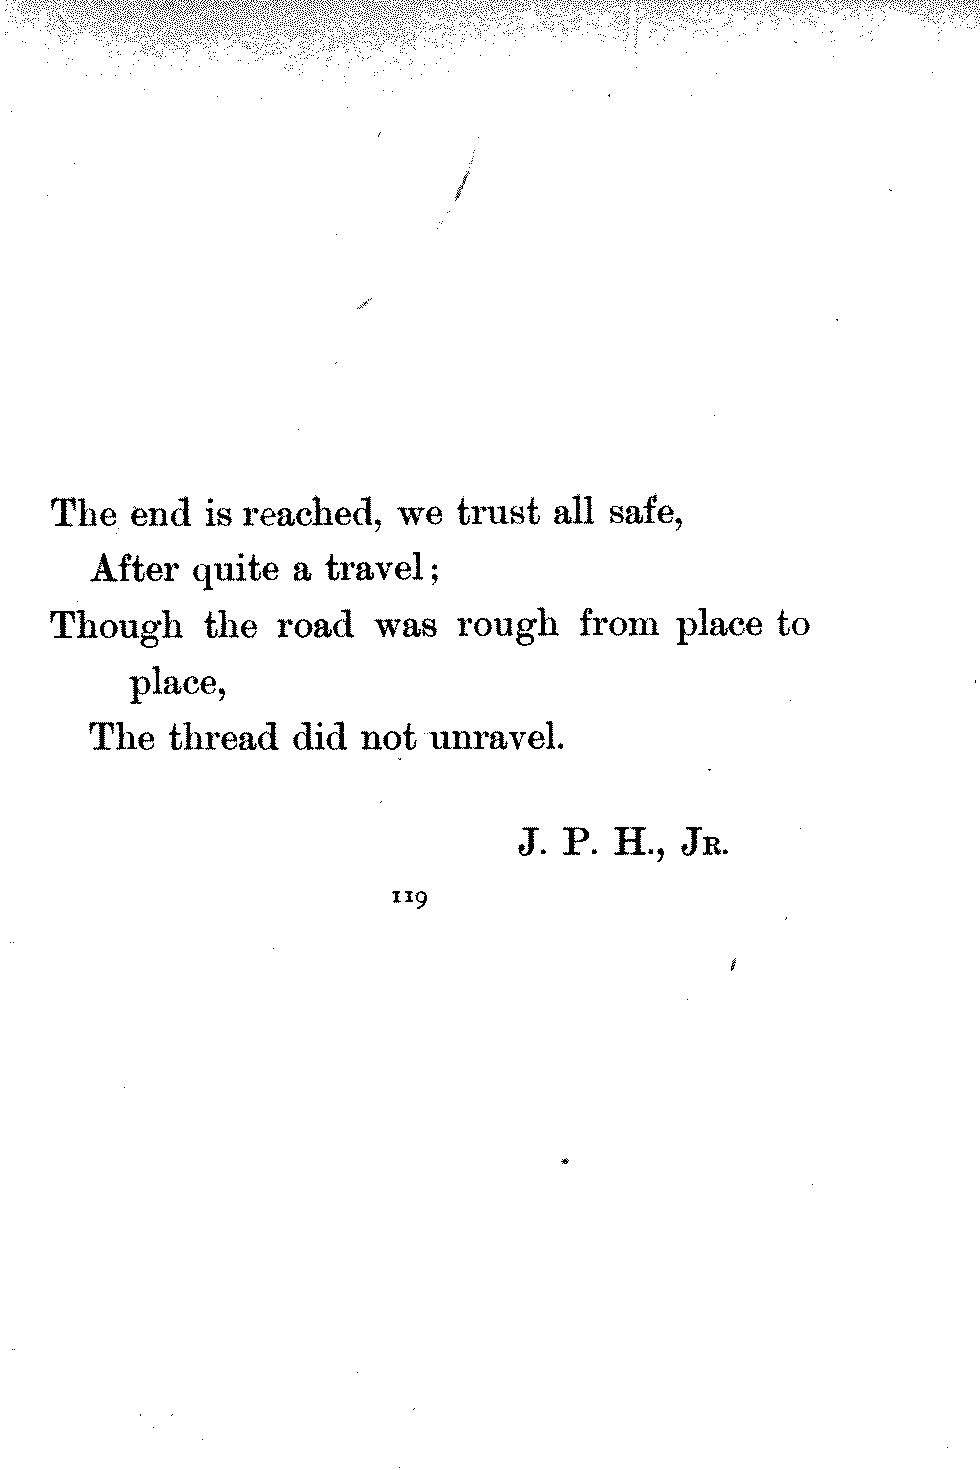 The end is reached, we trust all safe,
After quite a travel;
Though the road was rough from place to
place,
The thread did not unravel.
J. P. H., JR.
119